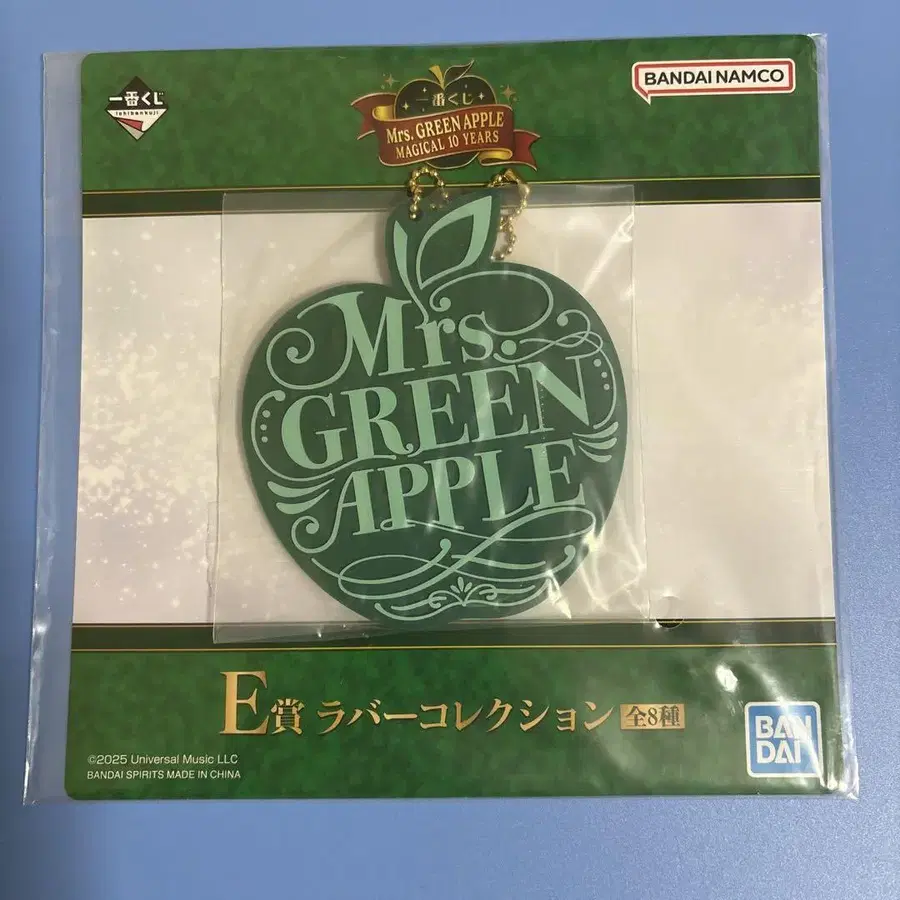 一番くじ
ichibankuji
一番くじ
Mrs. GREEN APPLE
MAGICAL 10 YEARS
BANDAI NAMCO
Mrs.
GREEN
APPLE
E賞 ラバーコレクション 全8種
©2025 Universal Music LLC
BANDAI SPIRITS MADE IN CHINA
BAN
DAI